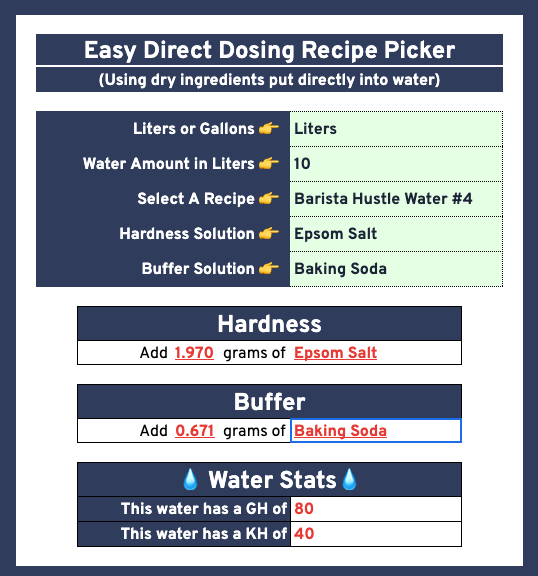 Easy Direct Dosing Recipe Picker
(Using dry ingredients put directly into water)
Liters or Gallons 👉 Liters
Water Amount in Liters 👉 10
Select A Recipe 👉 Barista Hustle Water #4
Hardness Solution 👉 Epsom Salt
Buffer Solution 👉 Baking Soda
Hardness
Add 1.970 grams of Epsom Salt
Buffer
Add 0.671 grams of Baking Soda
💧 Water Stats 💧
This water has a GH of 80
This water has a KH of 40